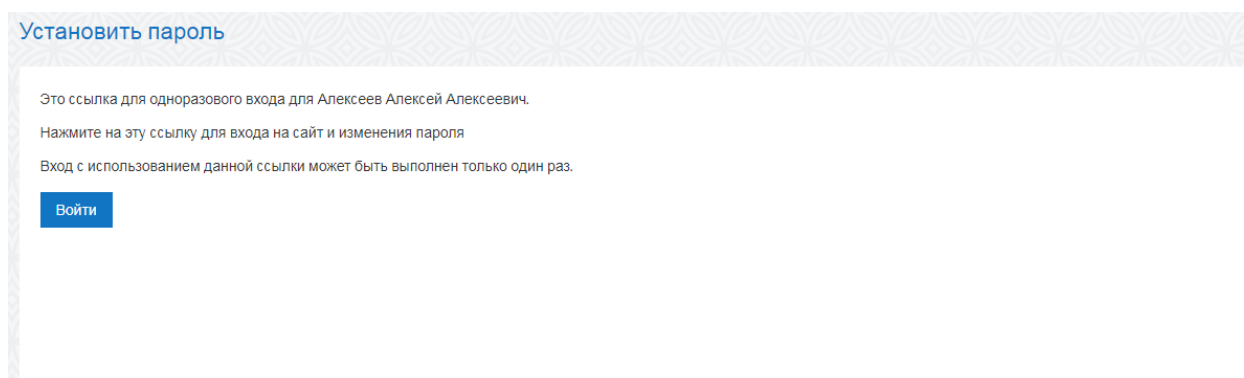 Установить пароль
Это ссылка для одноразового входа для Алексеев Алексей Алексеевич.
Нажмите на эту ссылку для входа на сайт и изменения пароля
Вход с использованием данной ссылки может быть выполнен только один раз.
Войти